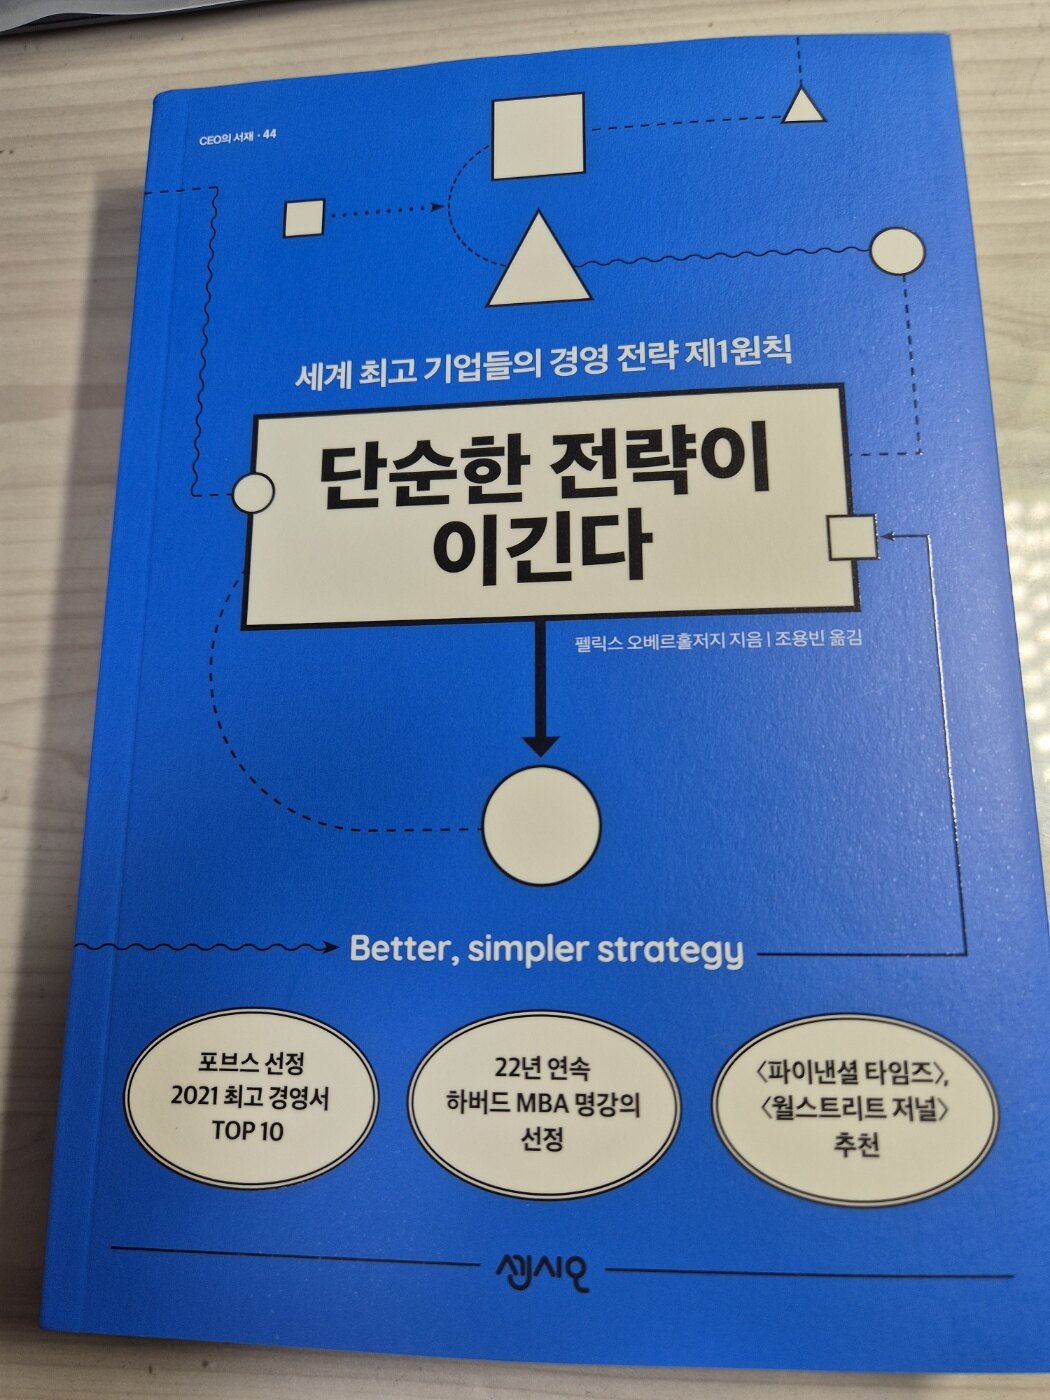 CEO의 서재 · 44
세계 최고 기업들의 경영 전략 제1원칙
단순한 전략이
이긴다
펠릭스 오베르홀저지 지음 | 조용빈 옮김
Better, simpler strategy
포브스 선정
2021 최고 경영서
TOP 10
22년 연속
하버드 MBA 명강의
선정
〈파이낸셜 타임즈〉,
〈월스트리트 저널〉
추천
센시오